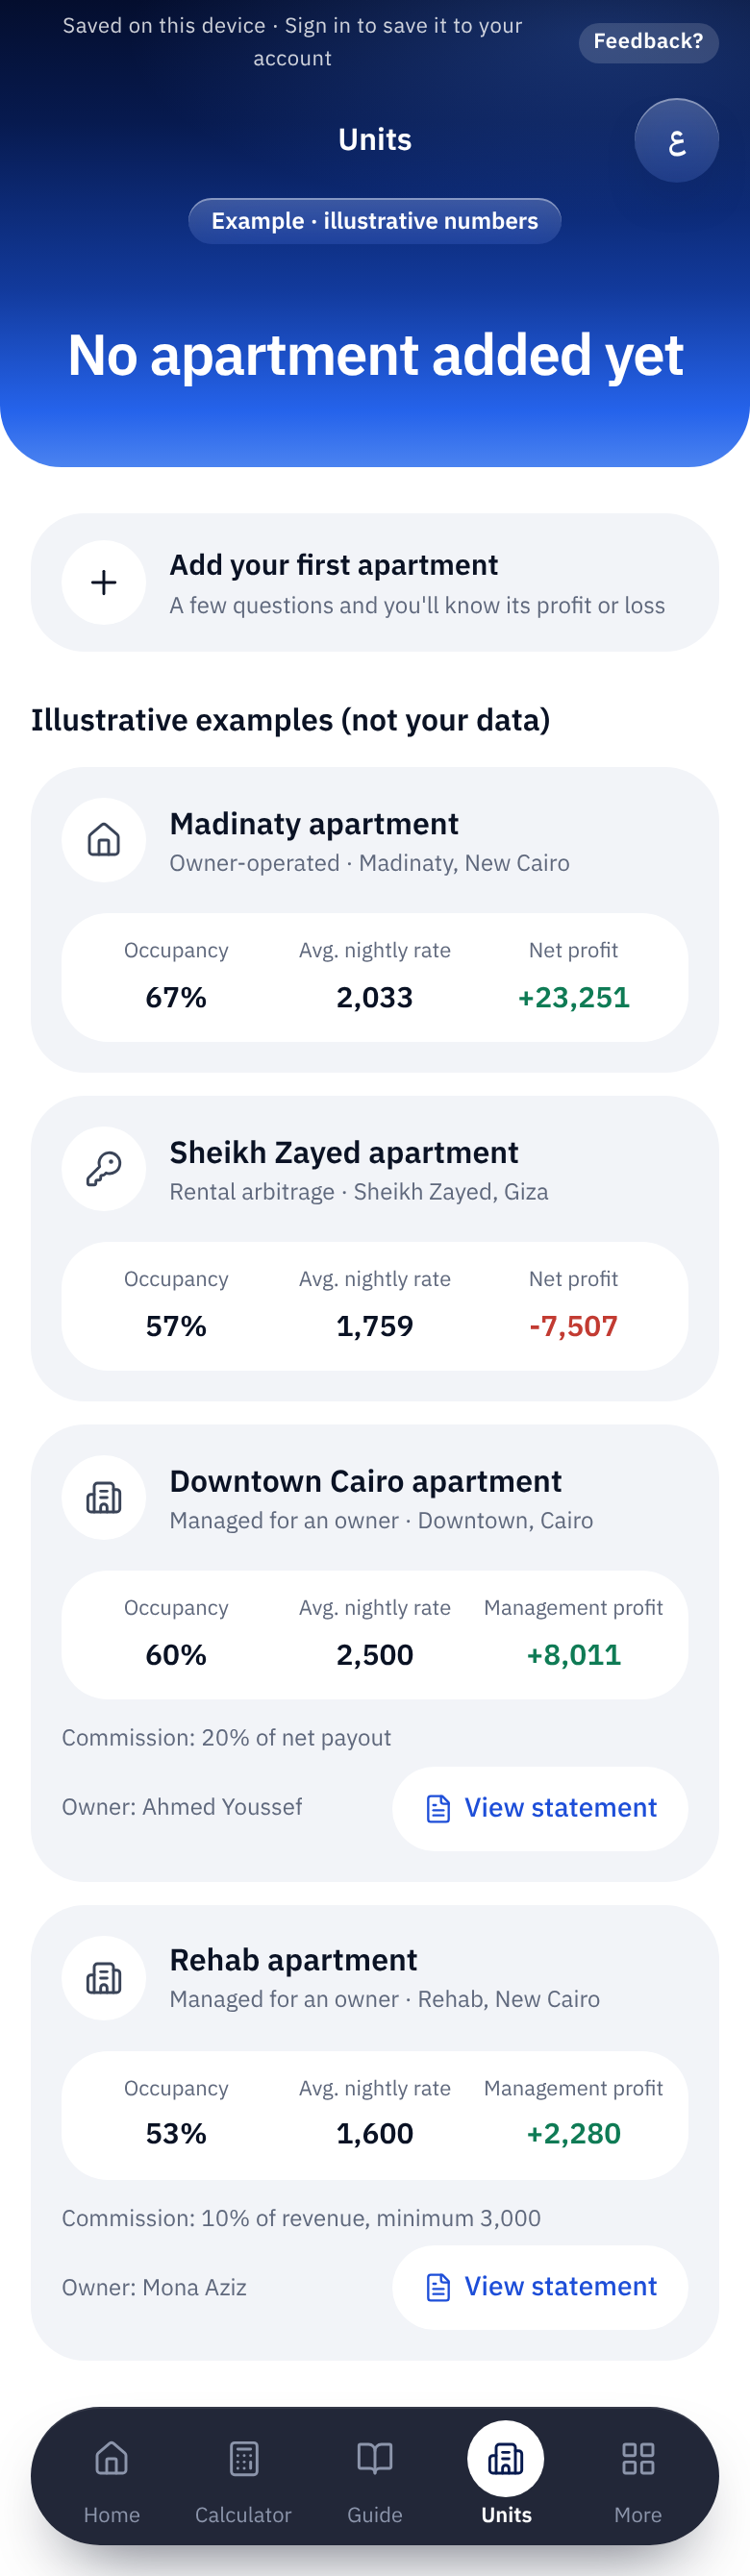 Saved on this device · Sign in to save it to your
account
Feedback?
Units
ع
Example · illustrative numbers
No apartment added yet
Add your first apartment
A few questions and you'll know its profit or loss
Illustrative examples (not your data)
Madinaty apartment
Owner-operated · Madinaty, New Cairo
Occupancy Avg. nightly rate Net profit
67% 2,033 +23,251
Sheikh Zayed apartment
Rental arbitrage · Sheikh Zayed, Giza
Occupancy Avg. nightly rate Net profit
57% 1,759 -7,507
Downtown Cairo apartment
Managed for an owner · Downtown, Cairo
Occupancy Avg. nightly rate Management profit
60% 2,500 +8,011
Commission: 20% of net payout
Owner: Ahmed Youssef View statement
Rehab apartment
Managed for an owner · Rehab, New Cairo
Occupancy Avg. nightly rate Management profit
53% 1,600 +2,280
Commission: 10% of revenue, minimum 3,000
Owner: Mona Aziz View statement
Home Calculator Guide Units More